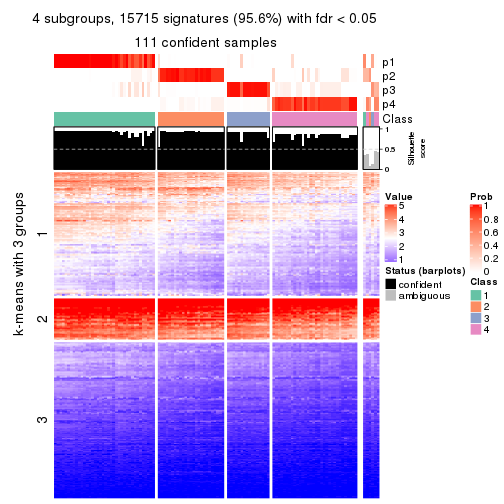 4 subgroups, 15715 signatures (95.6%) with fdr < 0.05
111 confident samples
p1
p2
p3
p4
Class
1
0.5
0
Silhouette
score
k-means with 3 groups
1
2
3
Value
5
4
3
2
1
Status (barplots)
confident
ambiguous
Prob
1
0.8
0.6
0.4
0.2
0
Class
1
2
3
4